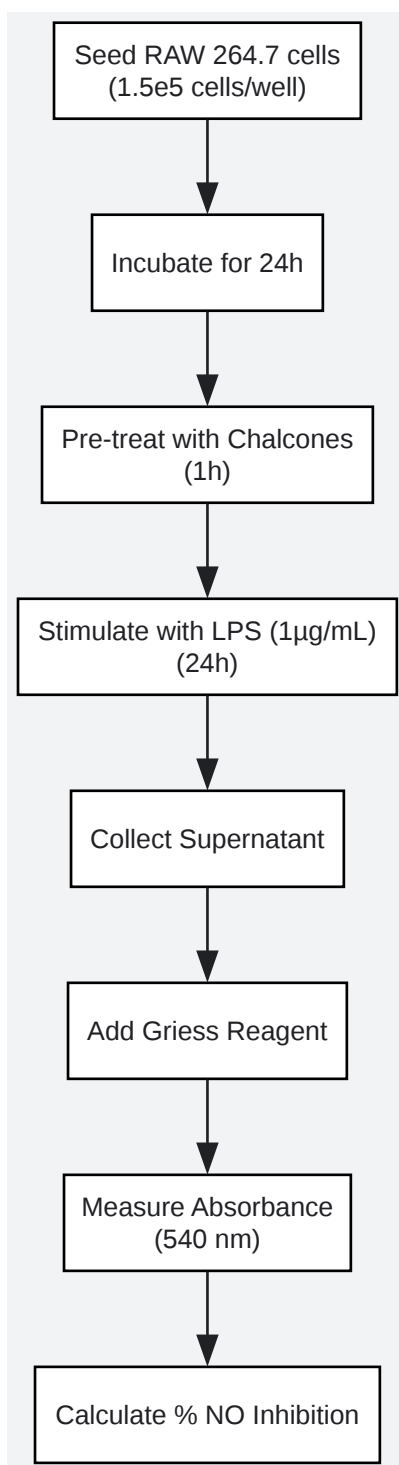 Seed RAW 264.7 cells
(1.5e5 cells/well)
Incubate for 24h
Pre-treat with Chalcones
(1h)
Stimulate with LPS (1µg/mL)
(24h)
Collect Supernatant
Add Griess Reagent
Measure Absorbance
(540 nm)
Calculate % NO Inhibition